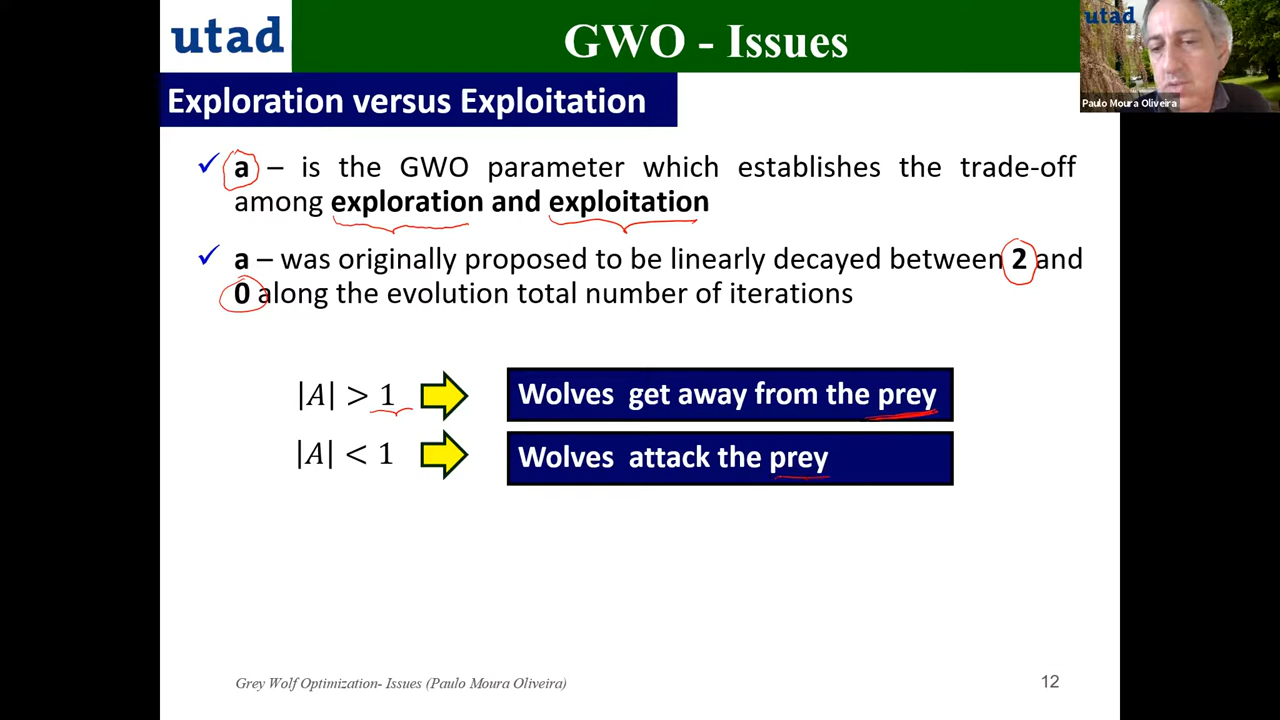 utad
GWO - Issues
utad
Paulo Moura Oliveira
Exploration versus Exploitation
✓ a – is the GWO parameter which establishes the trade-off
among exploration and exploitation
✓ a – was originally proposed to be linearly decayed between 2 and
0 along the evolution total number of iterations
|A| > 1
Wolves get away from the prey
|A| < 1
Wolves attack the prey
Grey Wolf Optimization- Issues (Paulo Moura Oliveira)
12